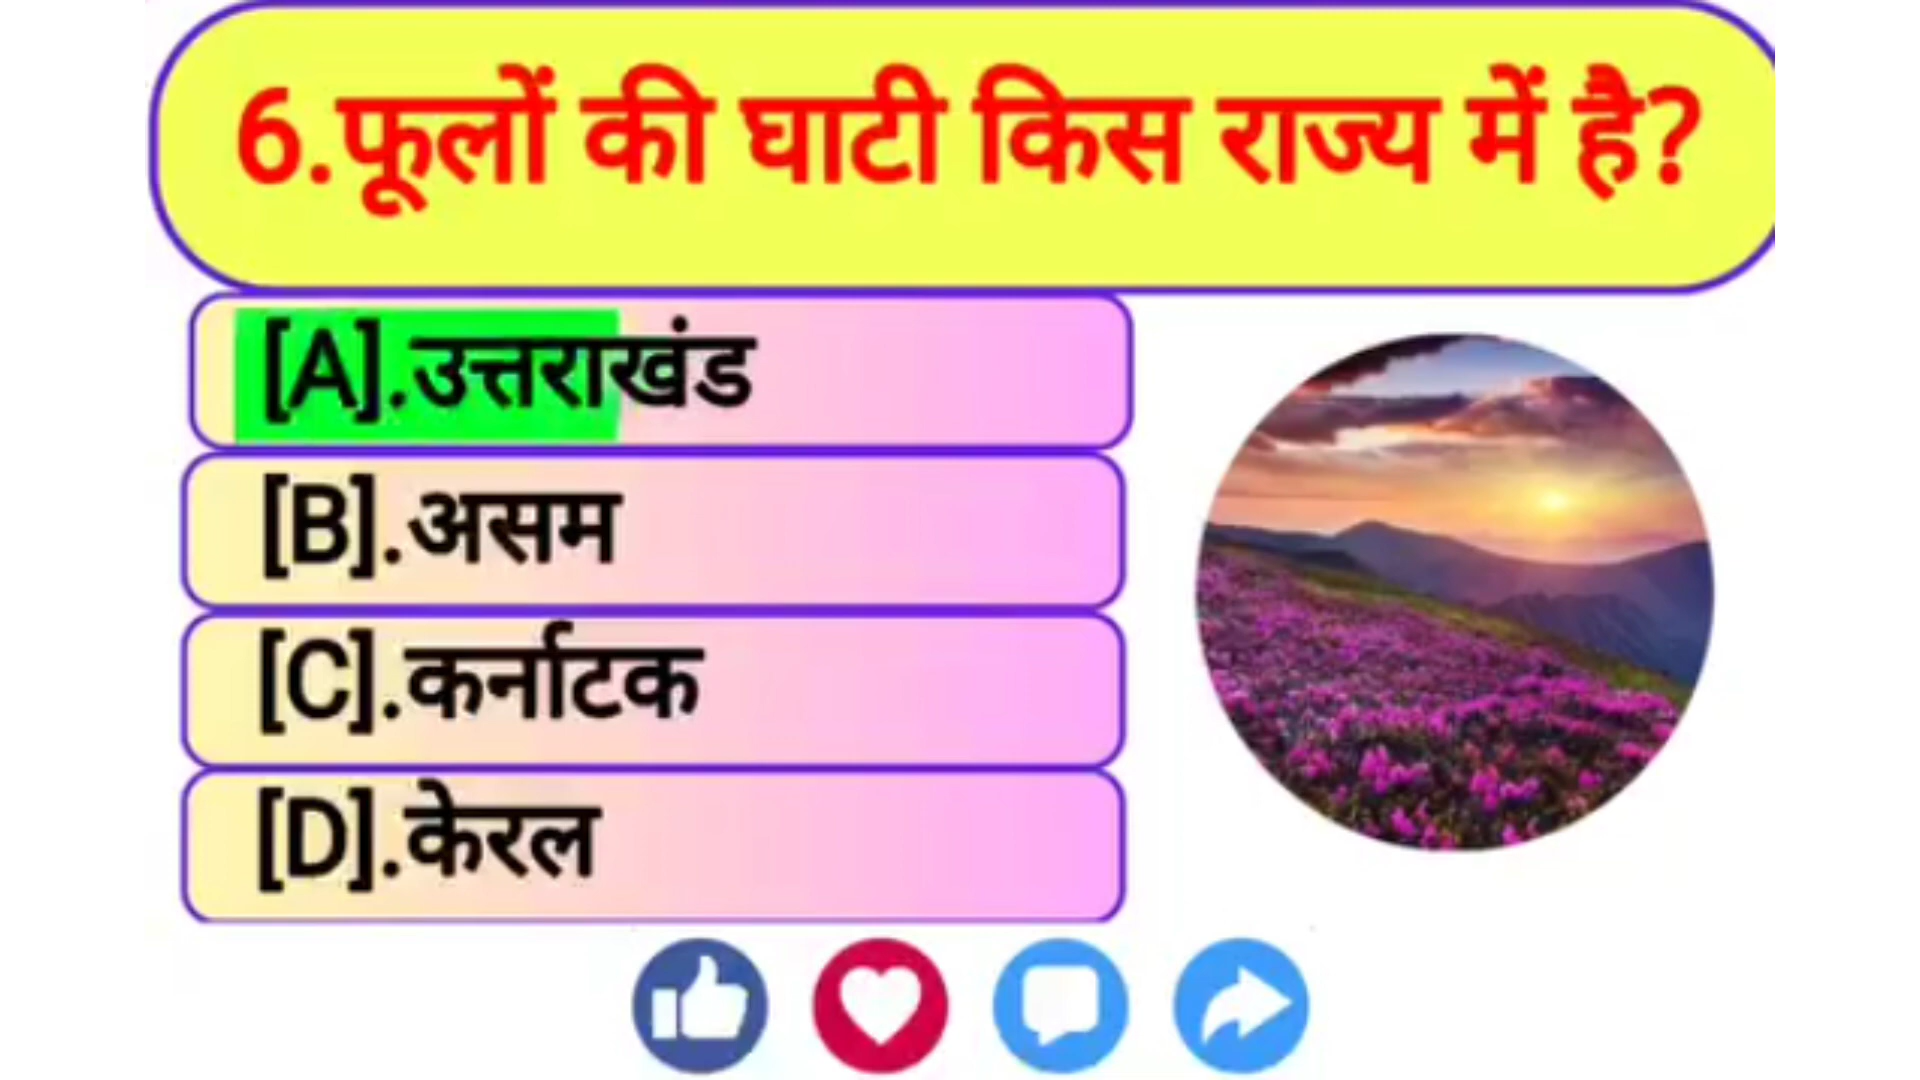 6.फूलों की घाटी किस राज्य में है?
[A].उत्तराखंड
[B].असम
[C].कर्नाटक
[D].केरल